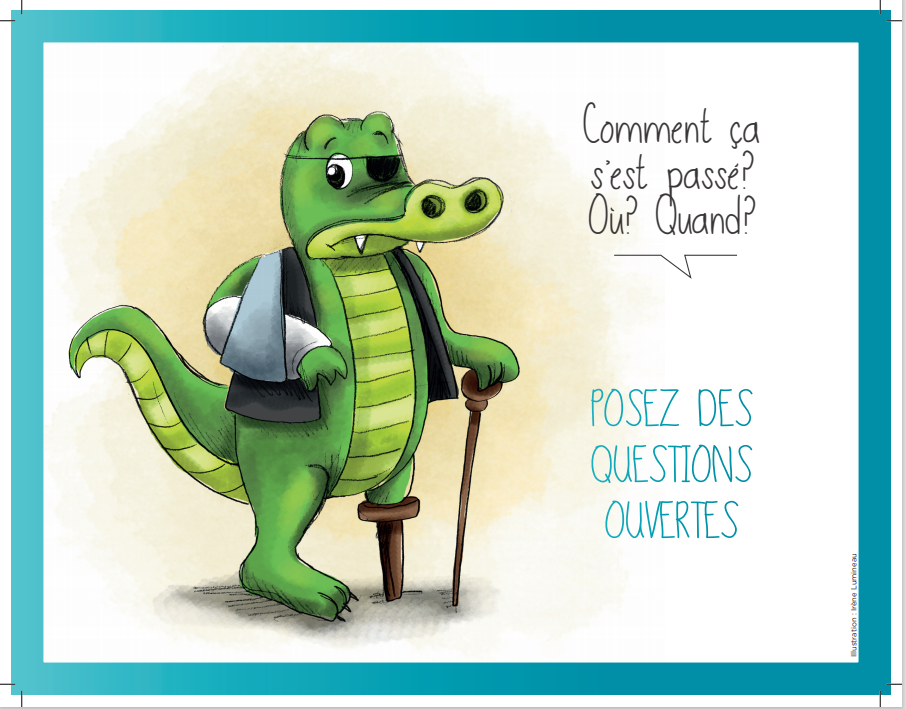 Comment ça
s'est passé?
Où? Quand?
POSEZ DES
QUESTIONS
OUVERTES
Illustration : Irène Lumineau